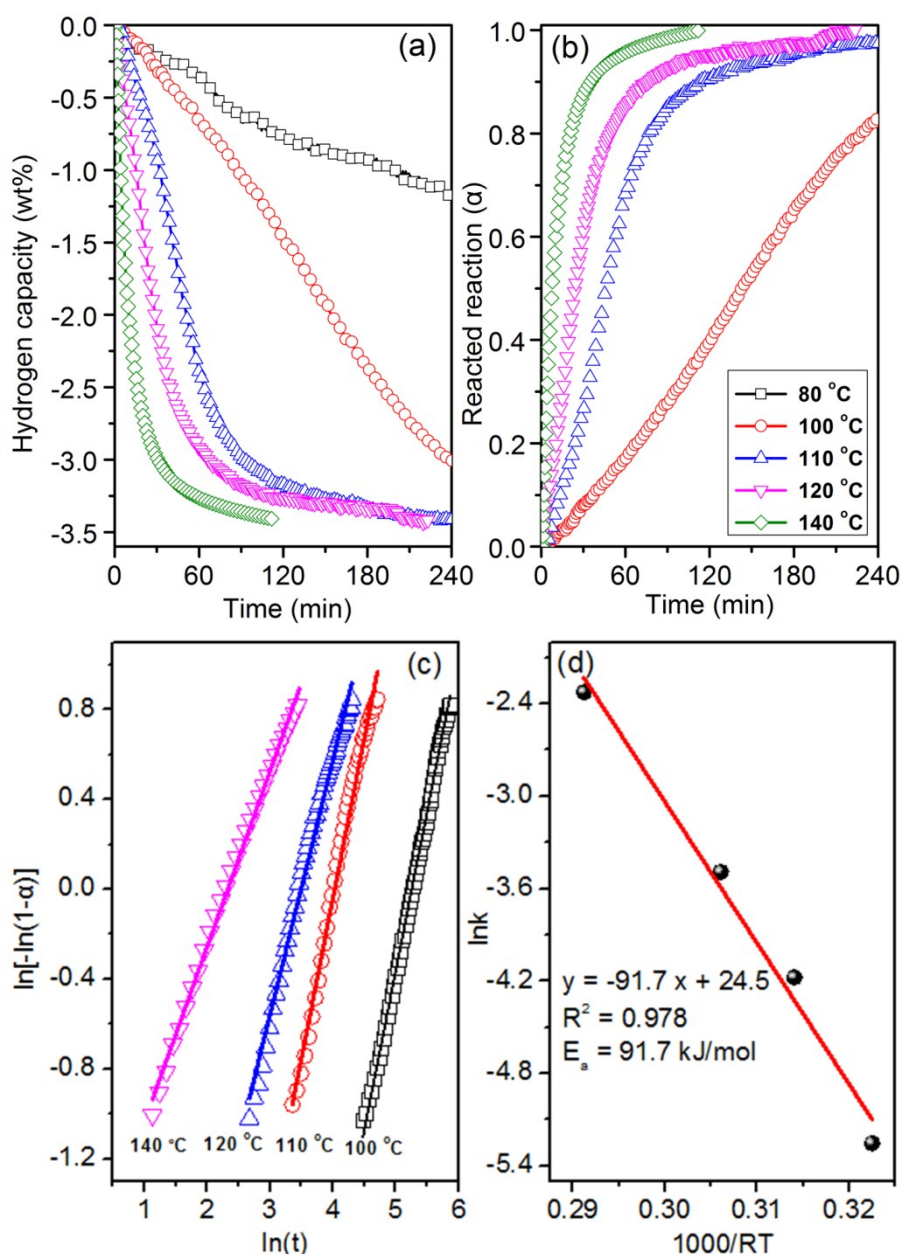 (a)
Hydrogen capacity (wt%)
0.0
-0.5
-1.0
-1.5
-2.0
-2.5
-3.0
-3.5
0 60 120 180 240
Time (min)
(b)
Reacted reaction (α)
1.0
0.8
0.6
0.4
0.2
0.0
80 °C
100 °C
110 °C
120 °C
140 °C
0 60 120 180 240
Time (min)
(c)
ln[-ln(1-α)]
0.8
0.4
0.0
-0.4
-0.8
-1.2
140 °C 120 °C 110 °C 100 °C
1 2 3 4 5 6
ln(t)
(d)
lnk
-2.4
-3.0
-3.6
-4.2
-4.8
-5.4
y = -91.7 x + 24.5
R² = 0.978
Eₐ = 91.7 kJ/mol
0.29 0.30 0.31 0.32
1000/RT